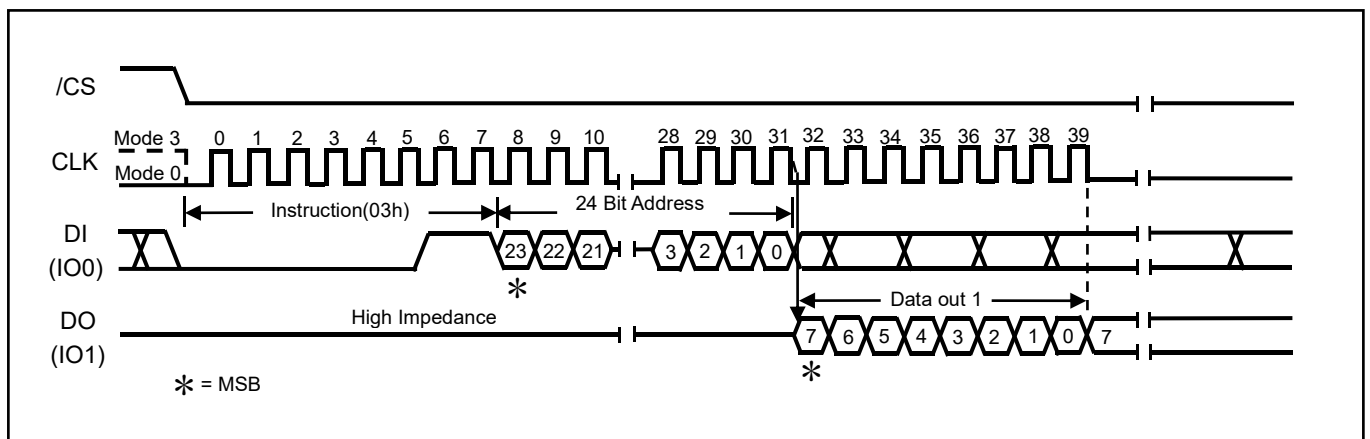 /CS
Mode 3
0 1 2 3 4 5 6 7 8 9 10 28 29 30 31 32 33 34 35 36 37 38 39
CLK
Mode 0
Instruction(03h)
24 Bit Address
DI
(IO0)
23 22 21 3 2 1 0
*
Data out 1
High Impedance
DO
(IO1)
7 6 5 4 3 2 1 0 7
*
* = MSB